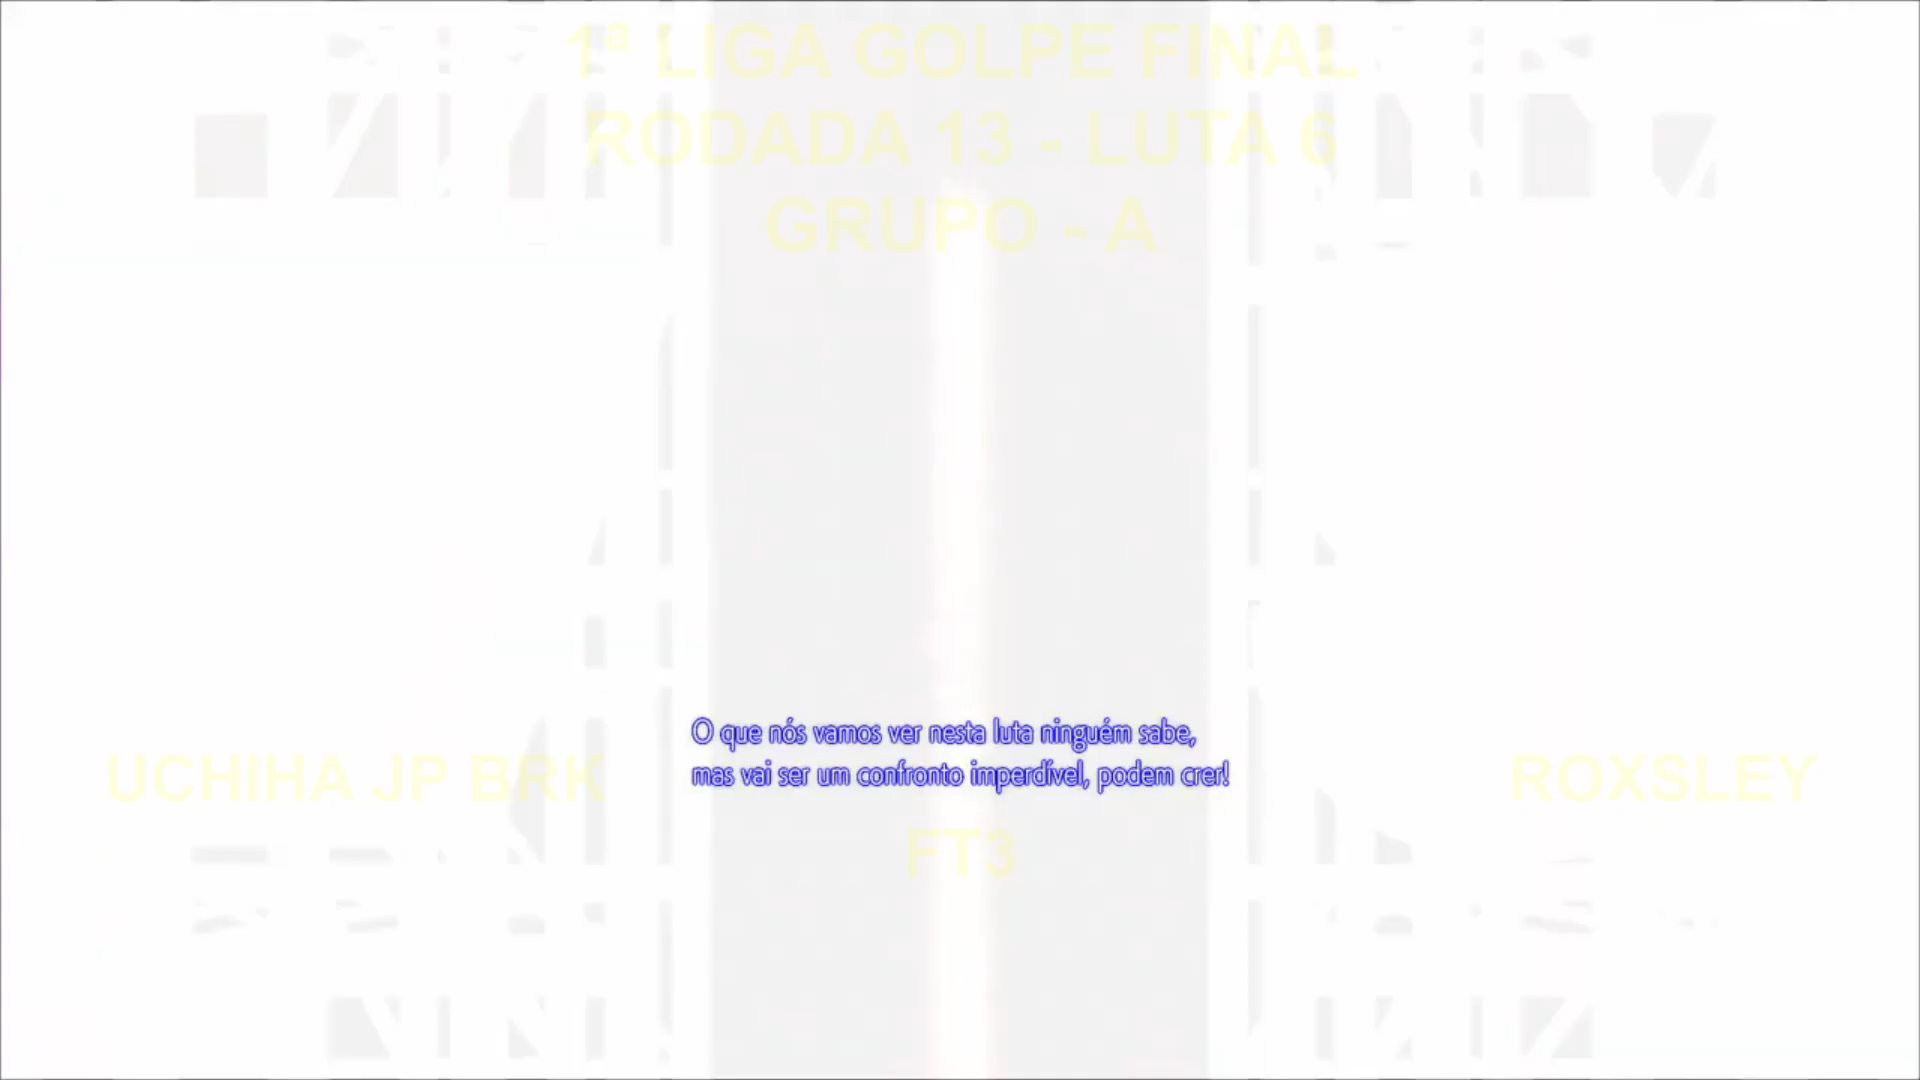 1ª LIGA GOLPE FINAL
RODADA 13 - LUTA 6
GRUPO - A
O que nós vamos ver nesta luta ninguém sabe,
mas vai ser um confronto imperdível, podem crer!
UCHIHA JP BRK
ROXSLEY
FT3